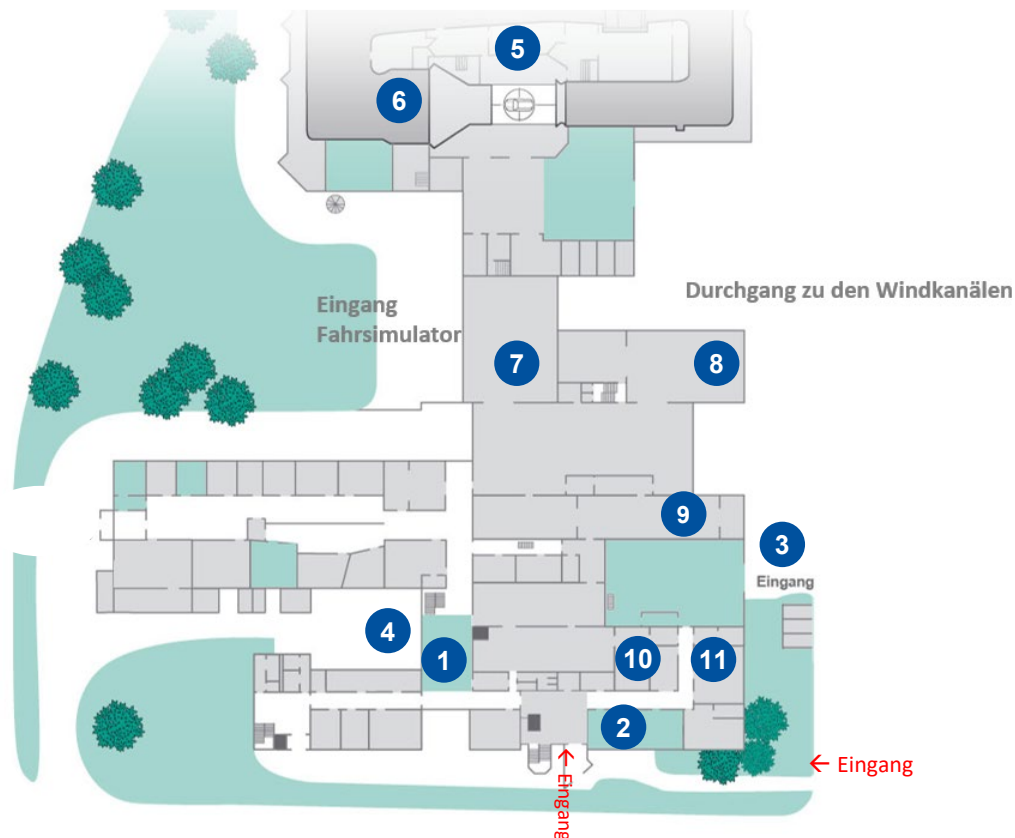 5
6
Durchgang zu den Windkanälen
Eingang
Fahrsimulator
7
8
9
3
Eingang
4
1
10
11
2
← Eingang
← Eingang